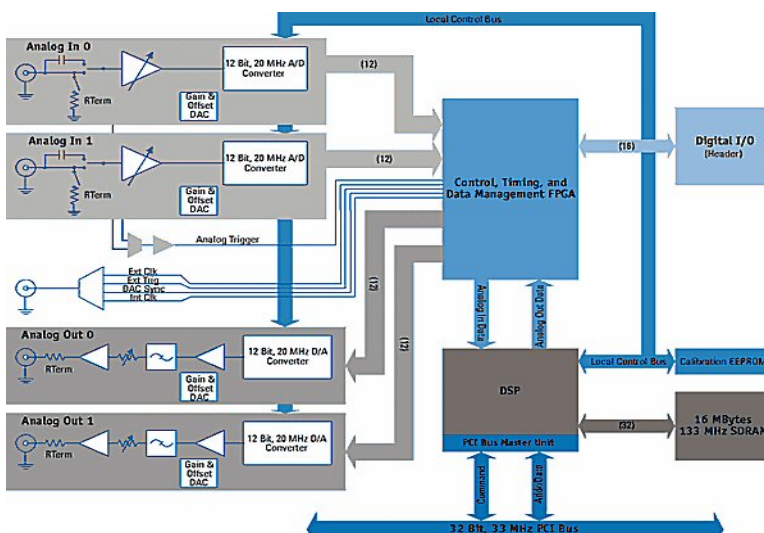 Local Control Bus
Analog In 0
12 Bit, 20 MHz A/D
Converter
(12)
RTerm
Gain &
Offset
DAC
Analog In 1
12 Bit, 20 MHz A/D
Converter
(12)
RTerm
Gain &
Offset
DAC
Control, Timing, and
Data Management FPGA
(16)
Digital I/O
(Header)
Analog Trigger
Ext Clk
Ext Trig
DAC Sync
Int Clk
(12)
(12)
Analog In Data
Analog Out Data
Analog Out 0
12 Bit, 20 MHz D/A
Converter
RTerm
Gain &
Offset
DAC
Analog Out 1
12 Bit, 20 MHz D/A
Converter
RTerm
Gain &
Offset
DAC
Local Control Bus
Calibration EEPROM
DSP
(32)
16 MBytes
133 MHz SDRAM
PCI Bus Master Unit
Command
Addr/Data
32 Bit, 33 MHz PCI Bus